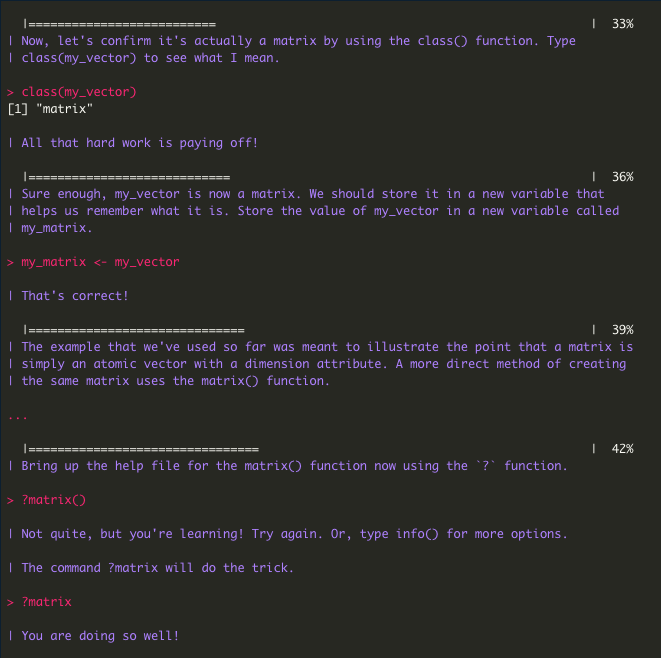 |==========================                                                    |  33%
| Now, let's confirm it's actually a matrix by using the class() function. Type
| class(my_vector) to see what I mean.
> class(my_vector)
[1] "matrix"
| All that hard work is paying off!
|============================                                                  |  36%
| Sure enough, my_vector is now a matrix. We should store it in a new variable that
| helps us remember what it is. Store the value of my_vector in a new variable called
| my_matrix.
> my_matrix <- my_vector
| That's correct!
|==============================                                                |  39%
| The example that we've used so far was meant to illustrate the point that a matrix is
| simply an atomic vector with a dimension attribute. A more direct method of creating
| the same matrix uses the matrix() function.
...
|================================                                              |  42%
| Bring up the help file for the matrix() function now using the `?` function.
> ?matrix()
| Not quite, but you're learning! Try again. Or, type info() for more options.
| The command ?matrix will do the trick.
> ?matrix
| You are doing so well!